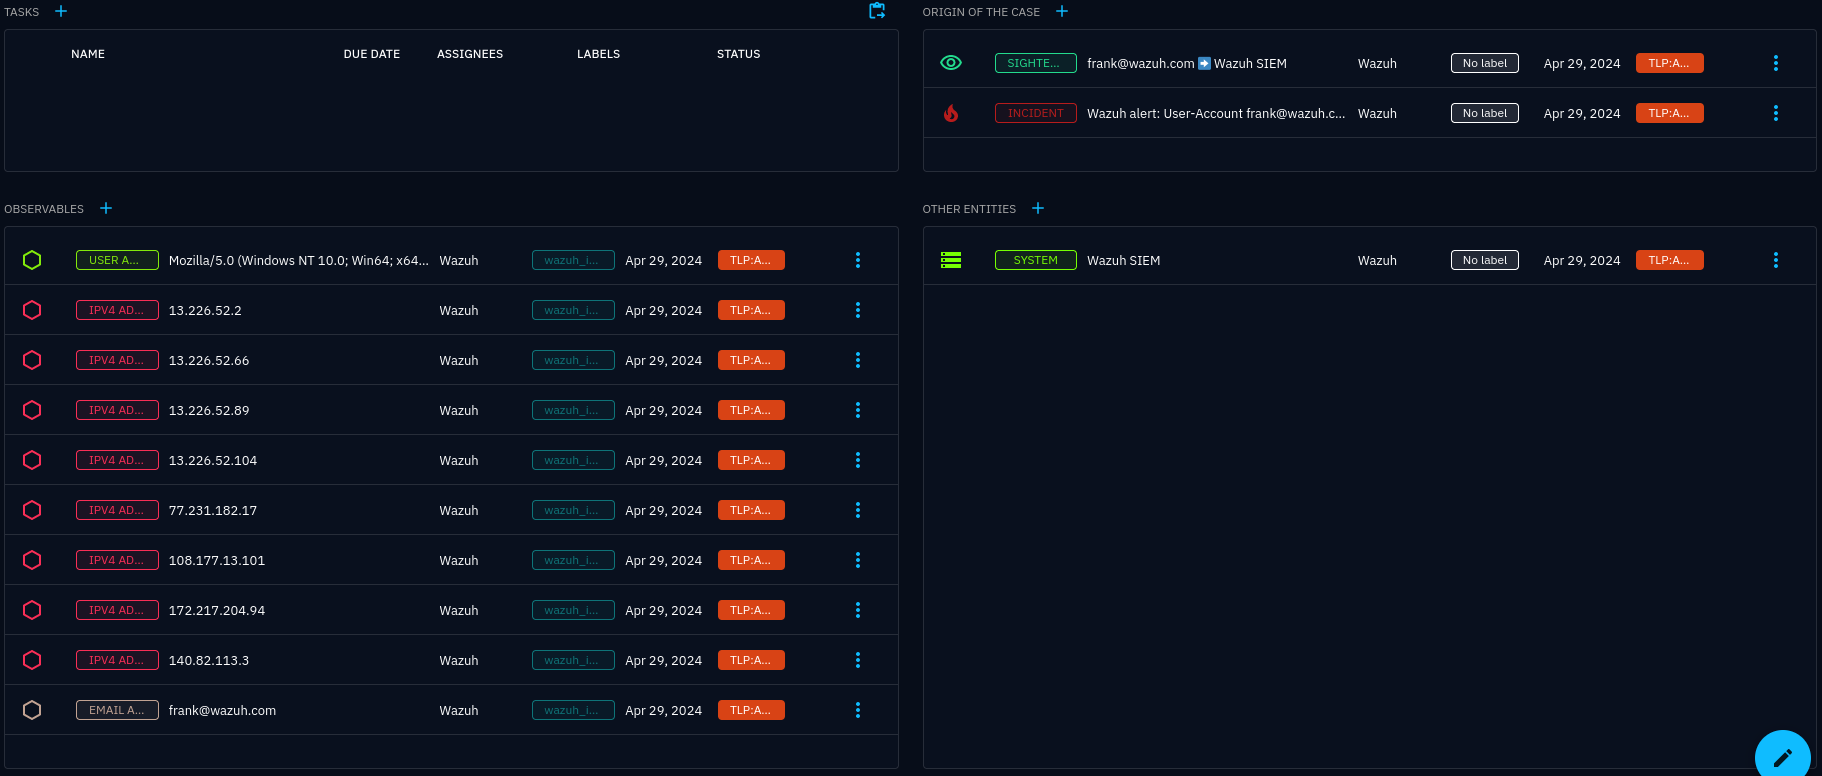 TASKS +
NAME DUE DATE ASSIGNEES LABELS STATUS
ORIGIN OF THE CASE +
SIGHTE... frank@wazuh.com ➡ Wazuh SIEM Wazuh No label Apr 29, 2024 TLP:A...
INCIDENT Wazuh alert: User-Account frank@wazuh.c... Wazuh No label Apr 29, 2024 TLP:A...
OBSERVABLES +
USER A... Mozilla/5.0 (Windows NT 10.0; Win64; x64... Wazuh wazuh_i... Apr 29, 2024 TLP:A...
IPV4 AD... 13.226.52.2 Wazuh wazuh_i... Apr 29, 2024 TLP:A...
IPV4 AD... 13.226.52.66 Wazuh wazuh_i... Apr 29, 2024 TLP:A...
IPV4 AD... 13.226.52.89 Wazuh wazuh_i... Apr 29, 2024 TLP:A...
IPV4 AD... 13.226.52.104 Wazuh wazuh_i... Apr 29, 2024 TLP:A...
IPV4 AD... 77.231.182.17 Wazuh wazuh_i... Apr 29, 2024 TLP:A...
IPV4 AD... 108.177.13.101 Wazuh wazuh_i... Apr 29, 2024 TLP:A...
IPV4 AD... 172.217.204.94 Wazuh wazuh_i... Apr 29, 2024 TLP:A...
IPV4 AD... 140.82.113.3 Wazuh wazuh_i... Apr 29, 2024 TLP:A...
EMAIL A... frank@wazuh.com Wazuh wazuh_i... Apr 29, 2024 TLP:A...
OTHER ENTITIES +
SYSTEM Wazuh SIEM Wazuh No label Apr 29, 2024 TLP:A...